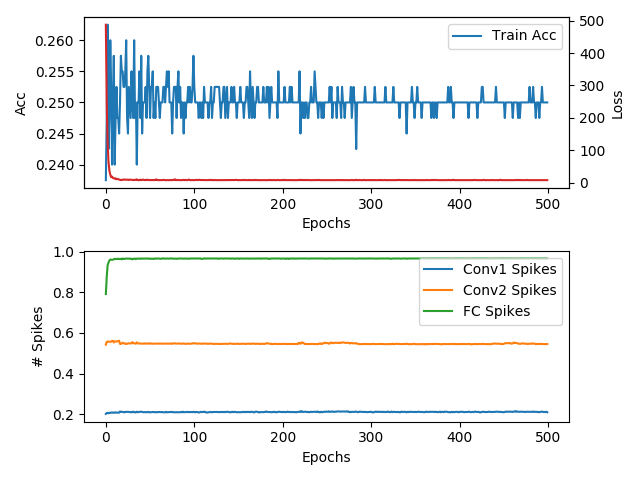 Acc
0.260
0.255
0.250
0.245
0.240
Train Acc
500
400
300
200
100
0
Loss
0 100 200 300 400 500
Epochs
# Spikes
1.0
0.8
0.6
0.4
0.2
Conv1 Spikes
Conv2 Spikes
FC Spikes
0 100 200 300 400 500
Epochs